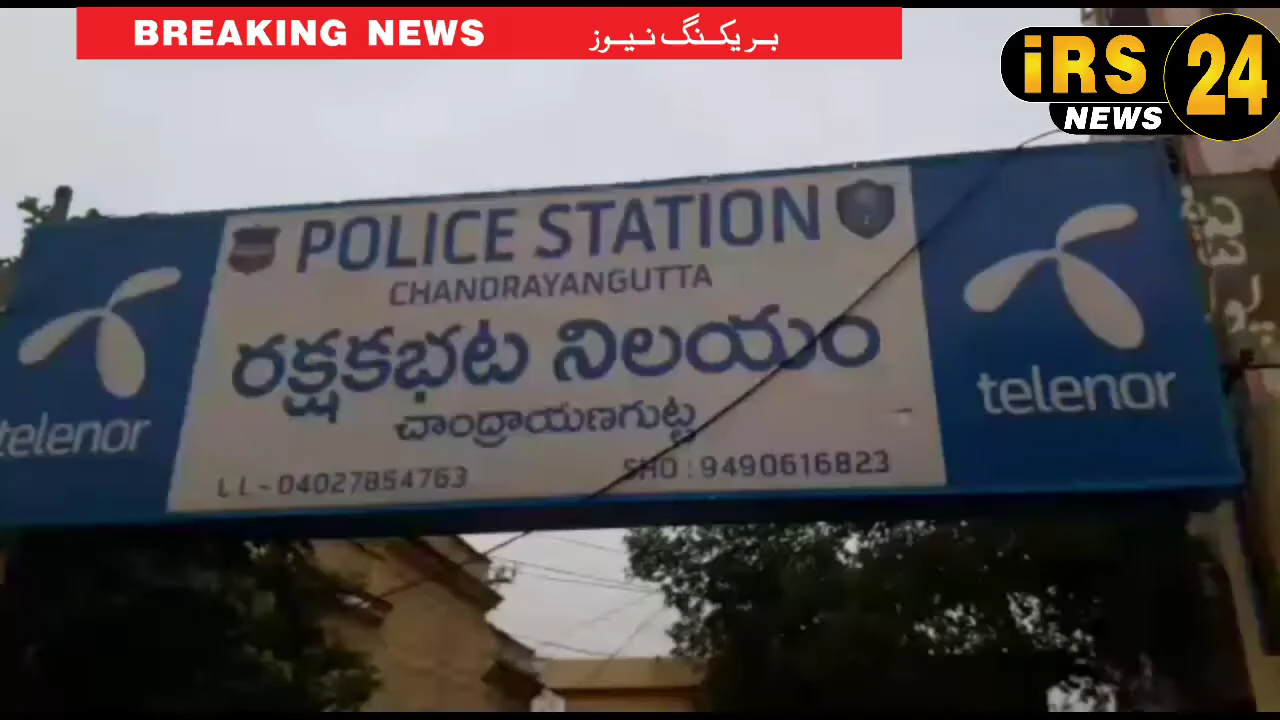 BREAKING NEWS بریکنگ نیوز
iRS 24
NEWS
POLICE STATION
CHANDRAYANGUTTA
రక్షకభట నిలయం
చాంద్రాయణగుట్ట
LL-04027854763 SHO : 9490616823
telenor
telenor